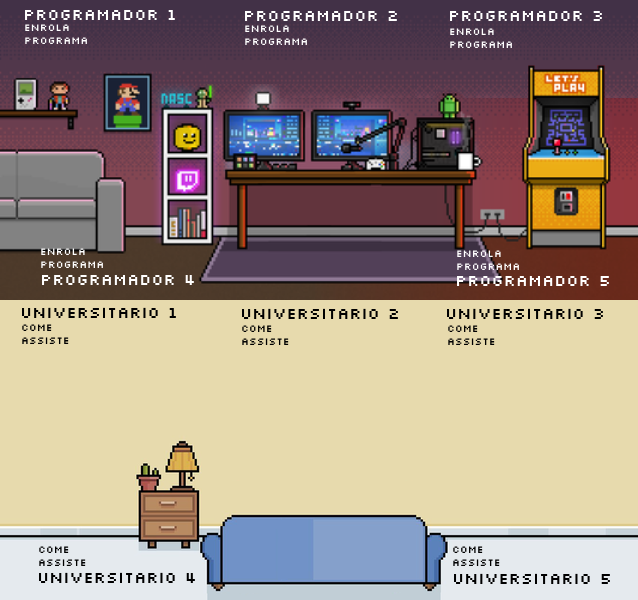 PROGRAMADOR 1
ENROLA
PROGRAMA
PROGRAMADOR 2
ENROLA
PROGRAMA
PROGRAMADOR 3
ENROLA
PROGRAMA
LET'S
PLAY
NASC
ENROLA
PROGRAMA
PROGRAMADOR 4
ENROLA
PROGRAMA
PROGRAMADOR 5
UNIVERSITARIO 1
COME
ASSISTE
UNIVERSITARIO 2
COME
ASSISTE
UNIVERSITARIO 3
COME
ASSISTE
COME
ASSISTE
UNIVERSITARIO 4
COME
ASSISTE
UNIVERSITARIO 5